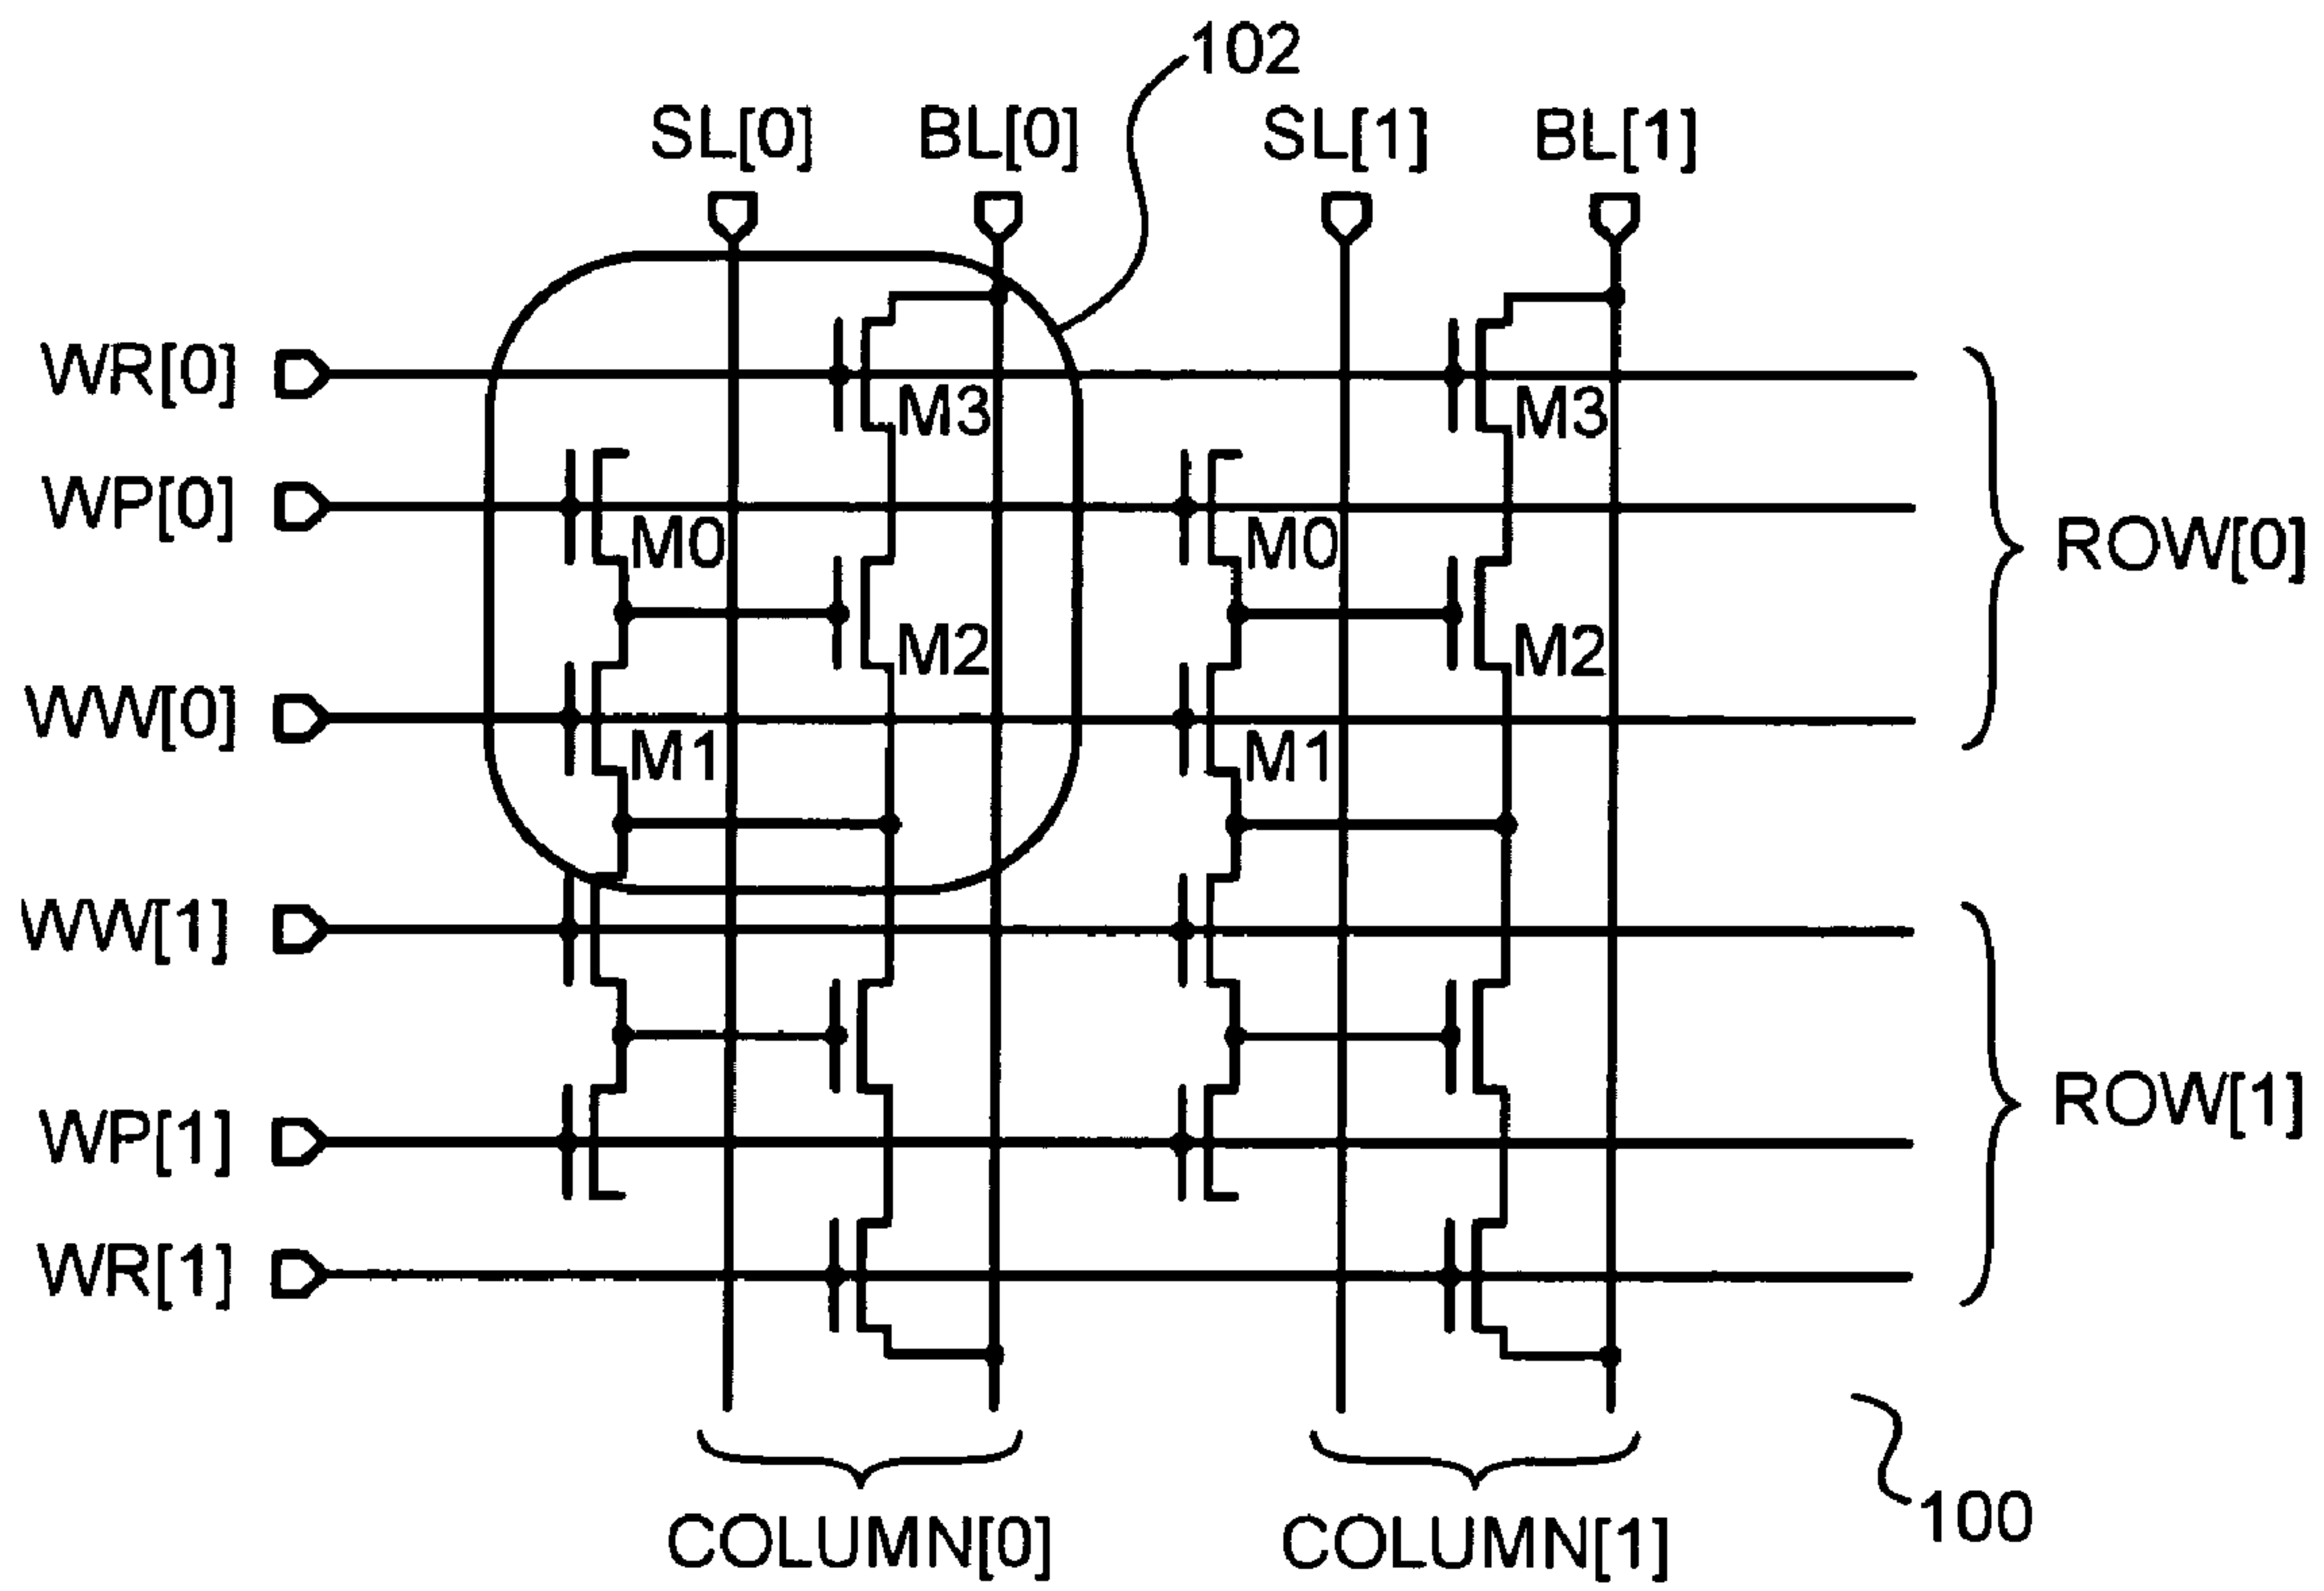 102
SL[0] BL[0] SL[1] BL[1]
WR[0]
M3 M3
WP[0]
M0 M0
ROW[0]
M2 M2
WW[0]
M1 M1
WW[1]
ROW[1]
WP[1]
WR[1]
100
COLUMN[0] COLUMN[1]